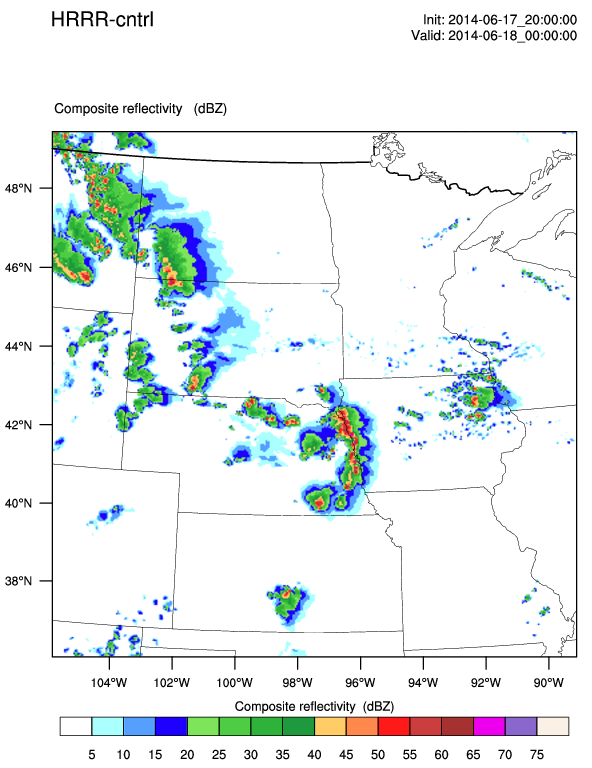 HRRR-cntrl
Init: 2014-06-17_20:00:00
Valid: 2014-06-18_00:00:00
Composite reflectivity (dBZ)
48°N
46°N
44°N
42°N
40°N
38°N
104°W 102°W 100°W 98°W 96°W 94°W 92°W 90°W
Composite reflectivity (dBZ)
5 10 15 20 25 30 35 40 45 50 55 60 65 70 75